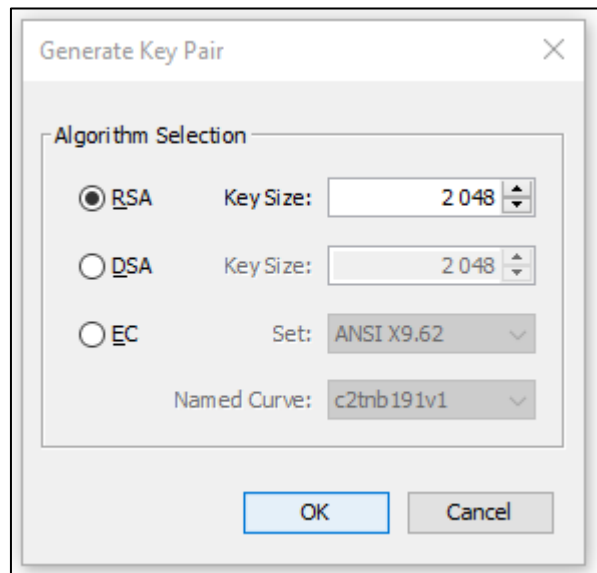 Generate Key Pair
Algorithm Selection
RSA Key Size: 2 048
DSA Key Size: 2 048
EC Set: ANSI X9.62
Named Curve: c2tnb191v1
OK Cancel